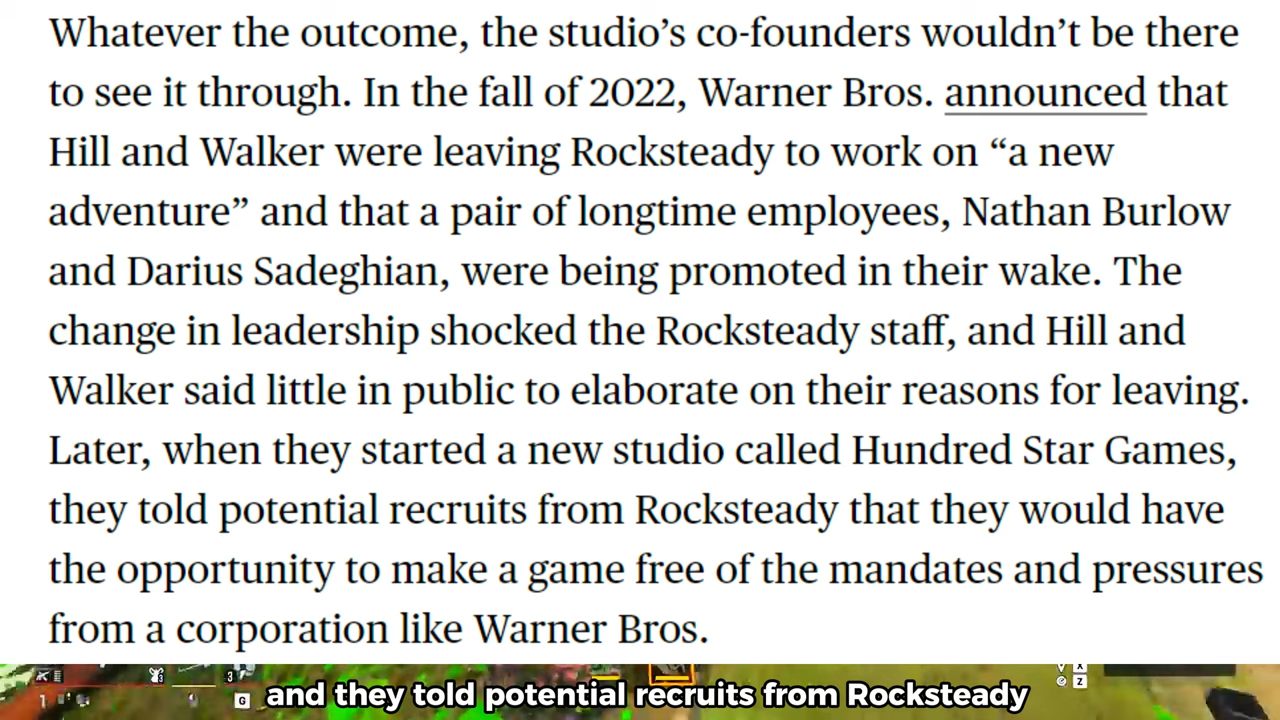 Whatever the outcome, the studio’s co-founders wouldn’t be there
to see it through. In the fall of 2022, Warner Bros. announced that
Hill and Walker were leaving Rocksteady to work on “a new
adventure” and that a pair of longtime employees, Nathan Burlow
and Darius Sadeghian, were being promoted in their wake. The
change in leadership shocked the Rocksteady staff, and Hill and
Walker said little in public to elaborate on their reasons for leaving.
Later, when they started a new studio called Hundred Star Games,
they told potential recruits from Rocksteady that they would have
the opportunity to make a game free of the mandates and pressures
from a corporation like Warner Bros.
3 3 X
1 G Z
and they told potential recruits from Rocksteady